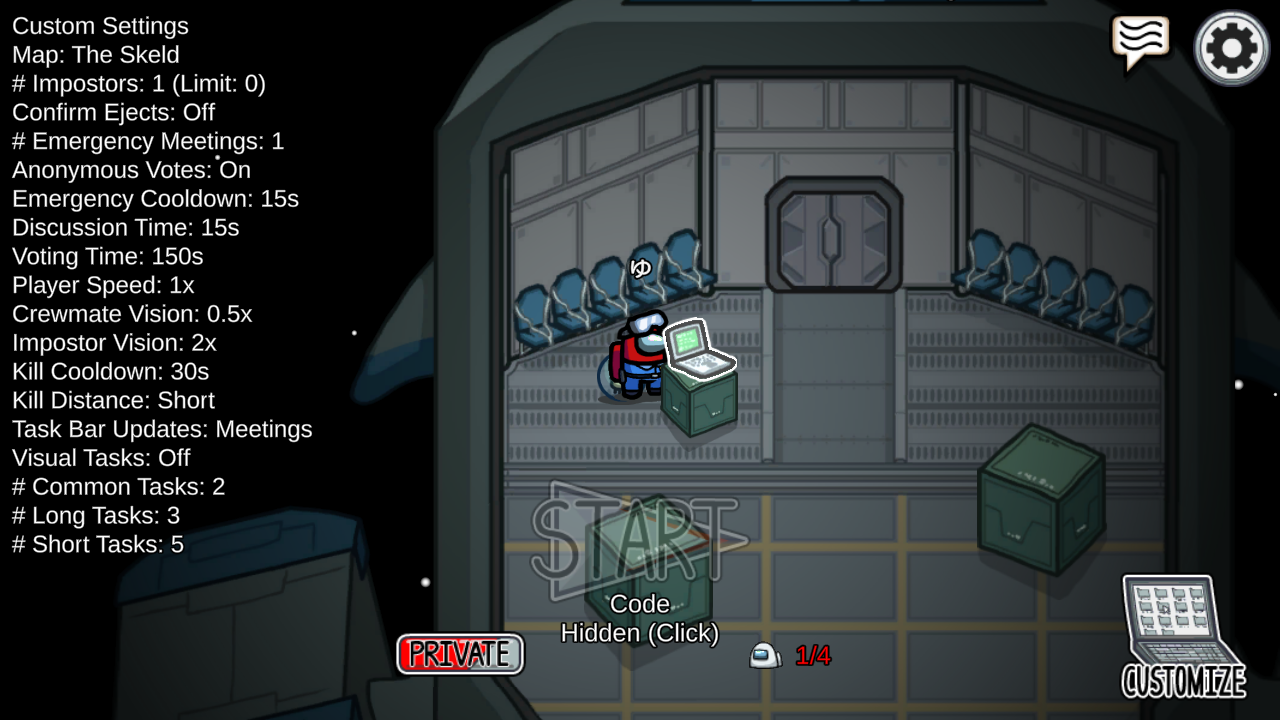 Custom Settings
Map: The Skeld
# Impostors: 1 (Limit: 0)
Confirm Ejects: Off
# Emergency Meetings: 1
Anonymous Votes: On
Emergency Cooldown: 15s
Discussion Time: 15s
Voting Time: 150s
Player Speed: 1x
Crewmate Vision: 0.5x
Impostor Vision: 2x
Kill Cooldown: 30s
Kill Distance: Short
Task Bar Updates: Meetings
Visual Tasks: Off
# Common Tasks: 2
# Long Tasks: 3
# Short Tasks: 5
ゆ
START
Code
Hidden (Click)
PRIVATE
1/4
CUSTOMIZE